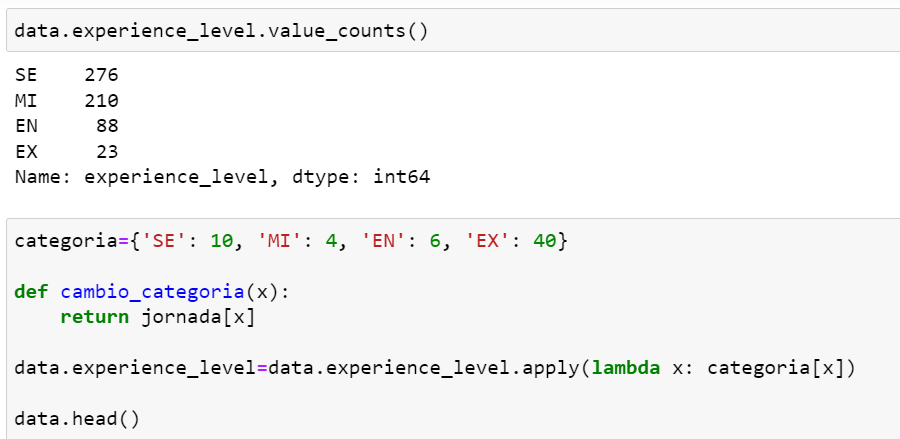 data.experience_level.value_counts()
SE    276
MI    210
EN     88
EX     23
Name: experience_level, dtype: int64
categoria={'SE': 10, 'MI': 4, 'EN': 6, 'EX': 40}
def cambio_categoria(x):
    return jornada[x]
data.experience_level=data.experience_level.apply(lambda x: categoria[x])
data.head()